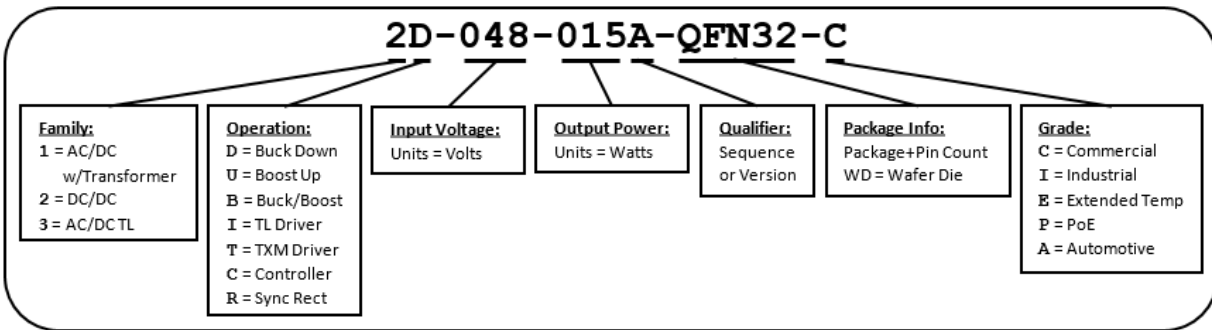 2D-048-015A-QFN32-C
Family:
1 = AC/DC
w/Transformer
2 = DC/DC
3 = AC/DC TL
Operation:
D = Buck Down
U = Boost Up
B = Buck/Boost
I = TL Driver
T = TXM Driver
C = Controller
R = Sync Rect
Input Voltage:
Units = Volts
Output Power:
Units = Watts
Qualifier:
Sequence
or Version
Package Info:
Package+Pin Count
WD = Wafer Die
Grade:
C = Commercial
I = Industrial
E = Extended Temp
P = PoE
A = Automotive